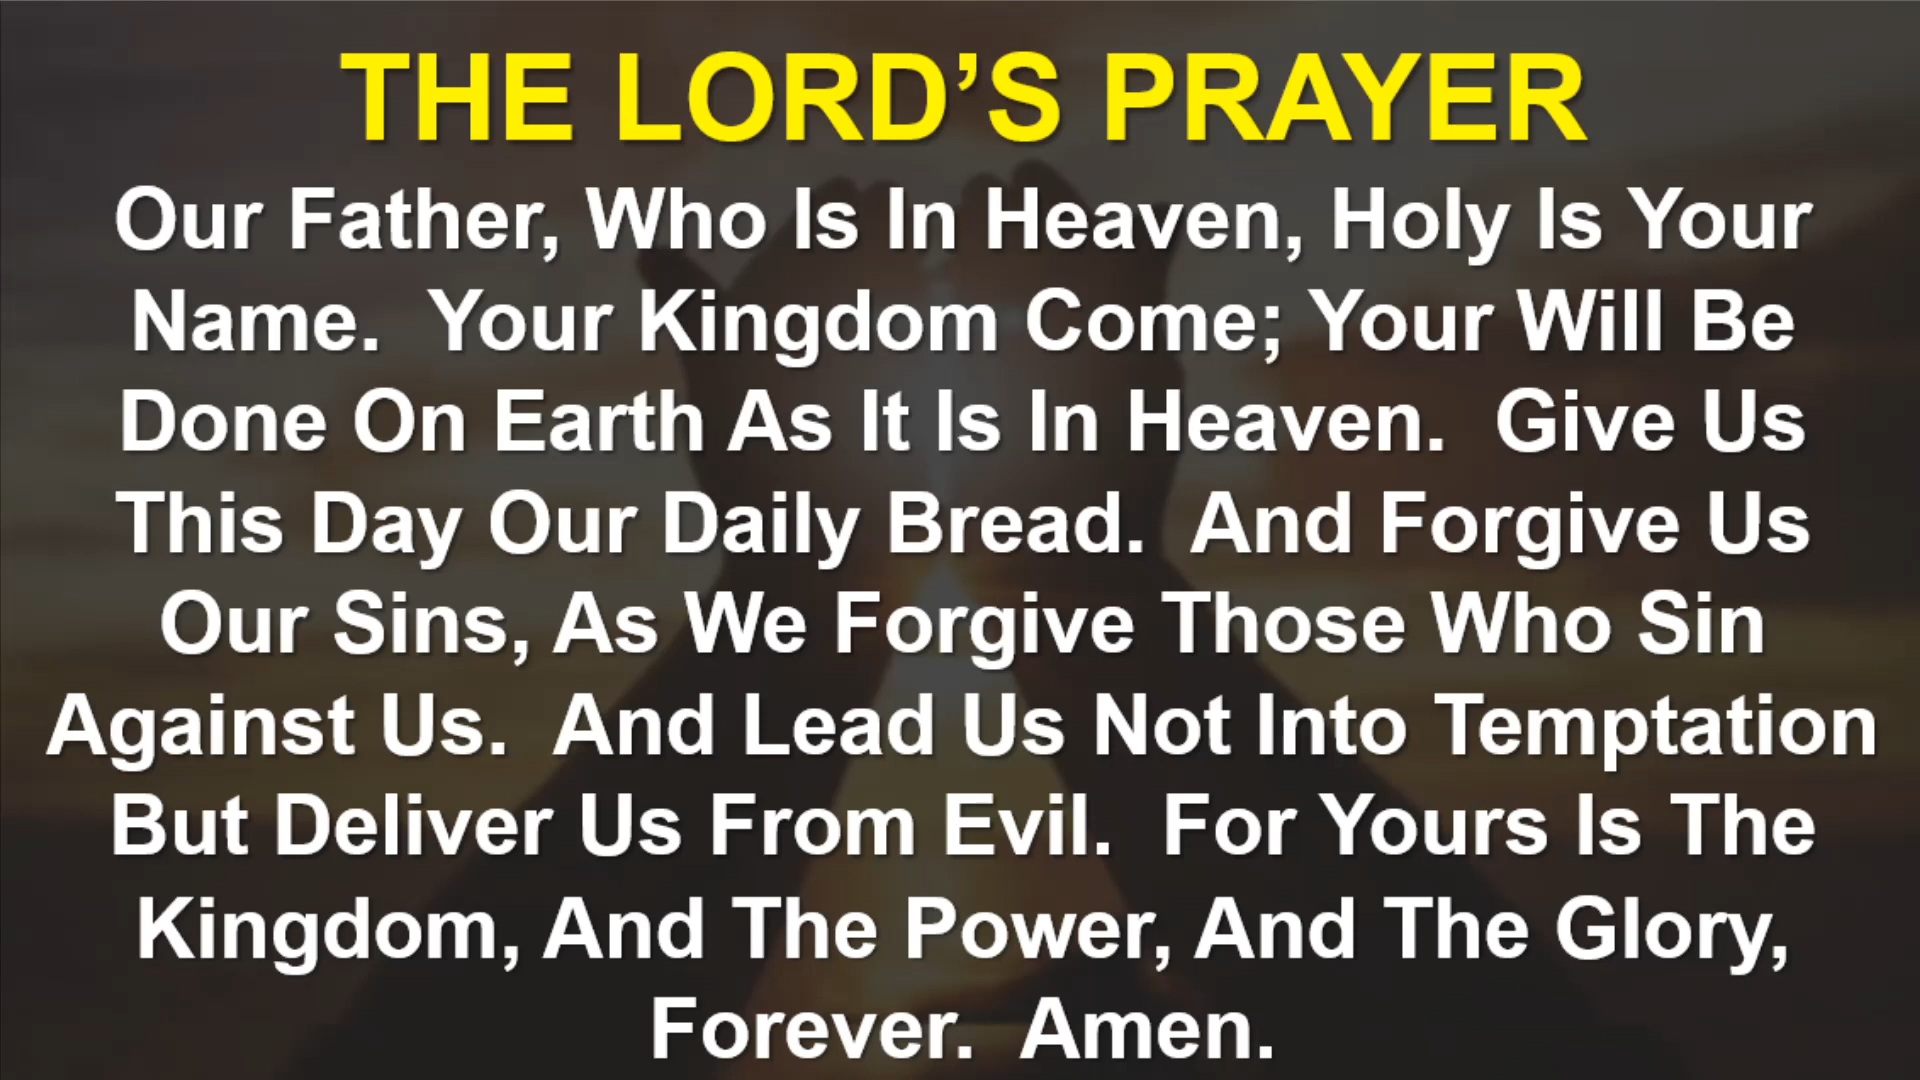 THE LORD’S PRAYER
Our Father, Who Is In Heaven, Holy Is Your
Name.  Your Kingdom Come; Your Will Be
Done On Earth As It Is In Heaven.  Give Us
This Day Our Daily Bread.  And Forgive Us
Our Sins, As We Forgive Those Who Sin
Against Us.  And Lead Us Not Into Temptation
But Deliver Us From Evil.  For Yours Is The
Kingdom, And The Power, And The Glory,
Forever.  Amen.